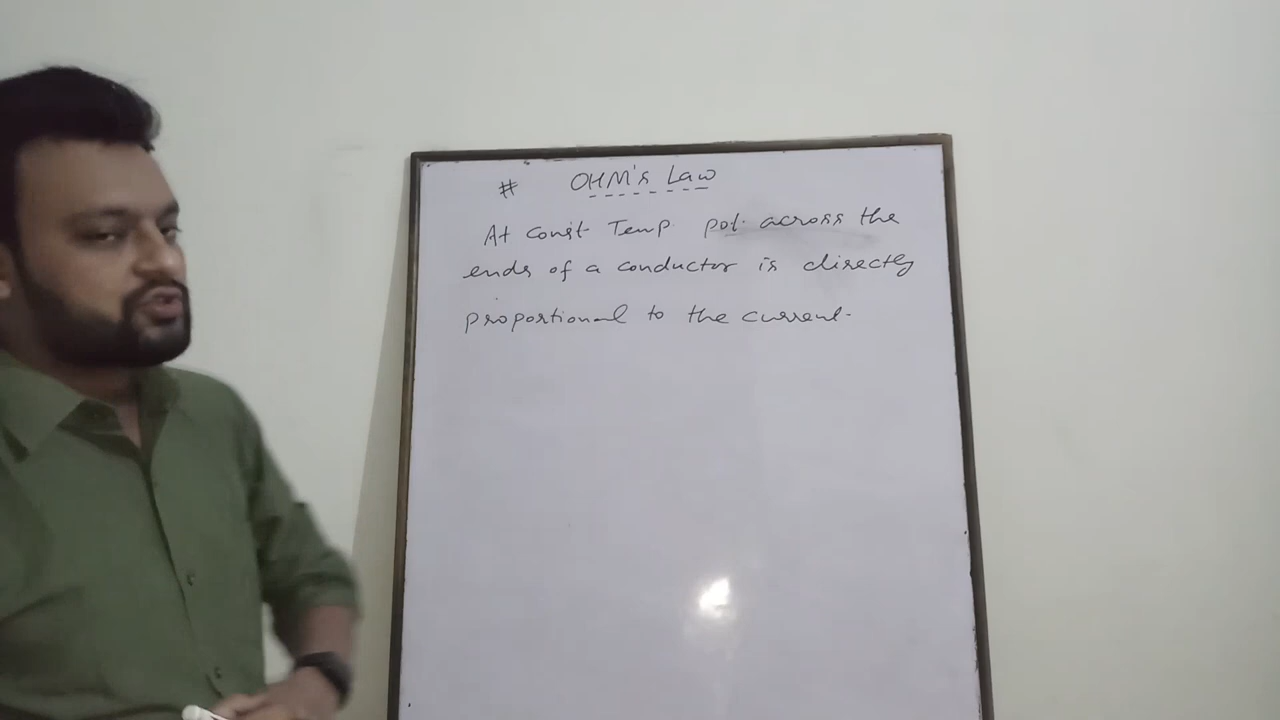 # OHM's Law
At const Temp. pot. across the
ends of a conductor is directly
proportional to the current.